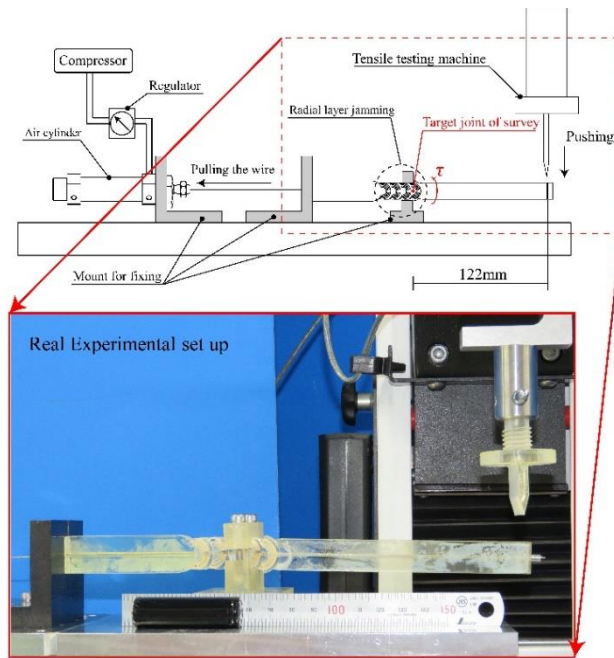 Compressor
Regulator
Air cylinder
Pulling the wire
Radial layer jamming
Tensile testing machine
Target joint of survey
Pushing
τ
Mount for fixing
122mm
Real Experimental set up
100
150